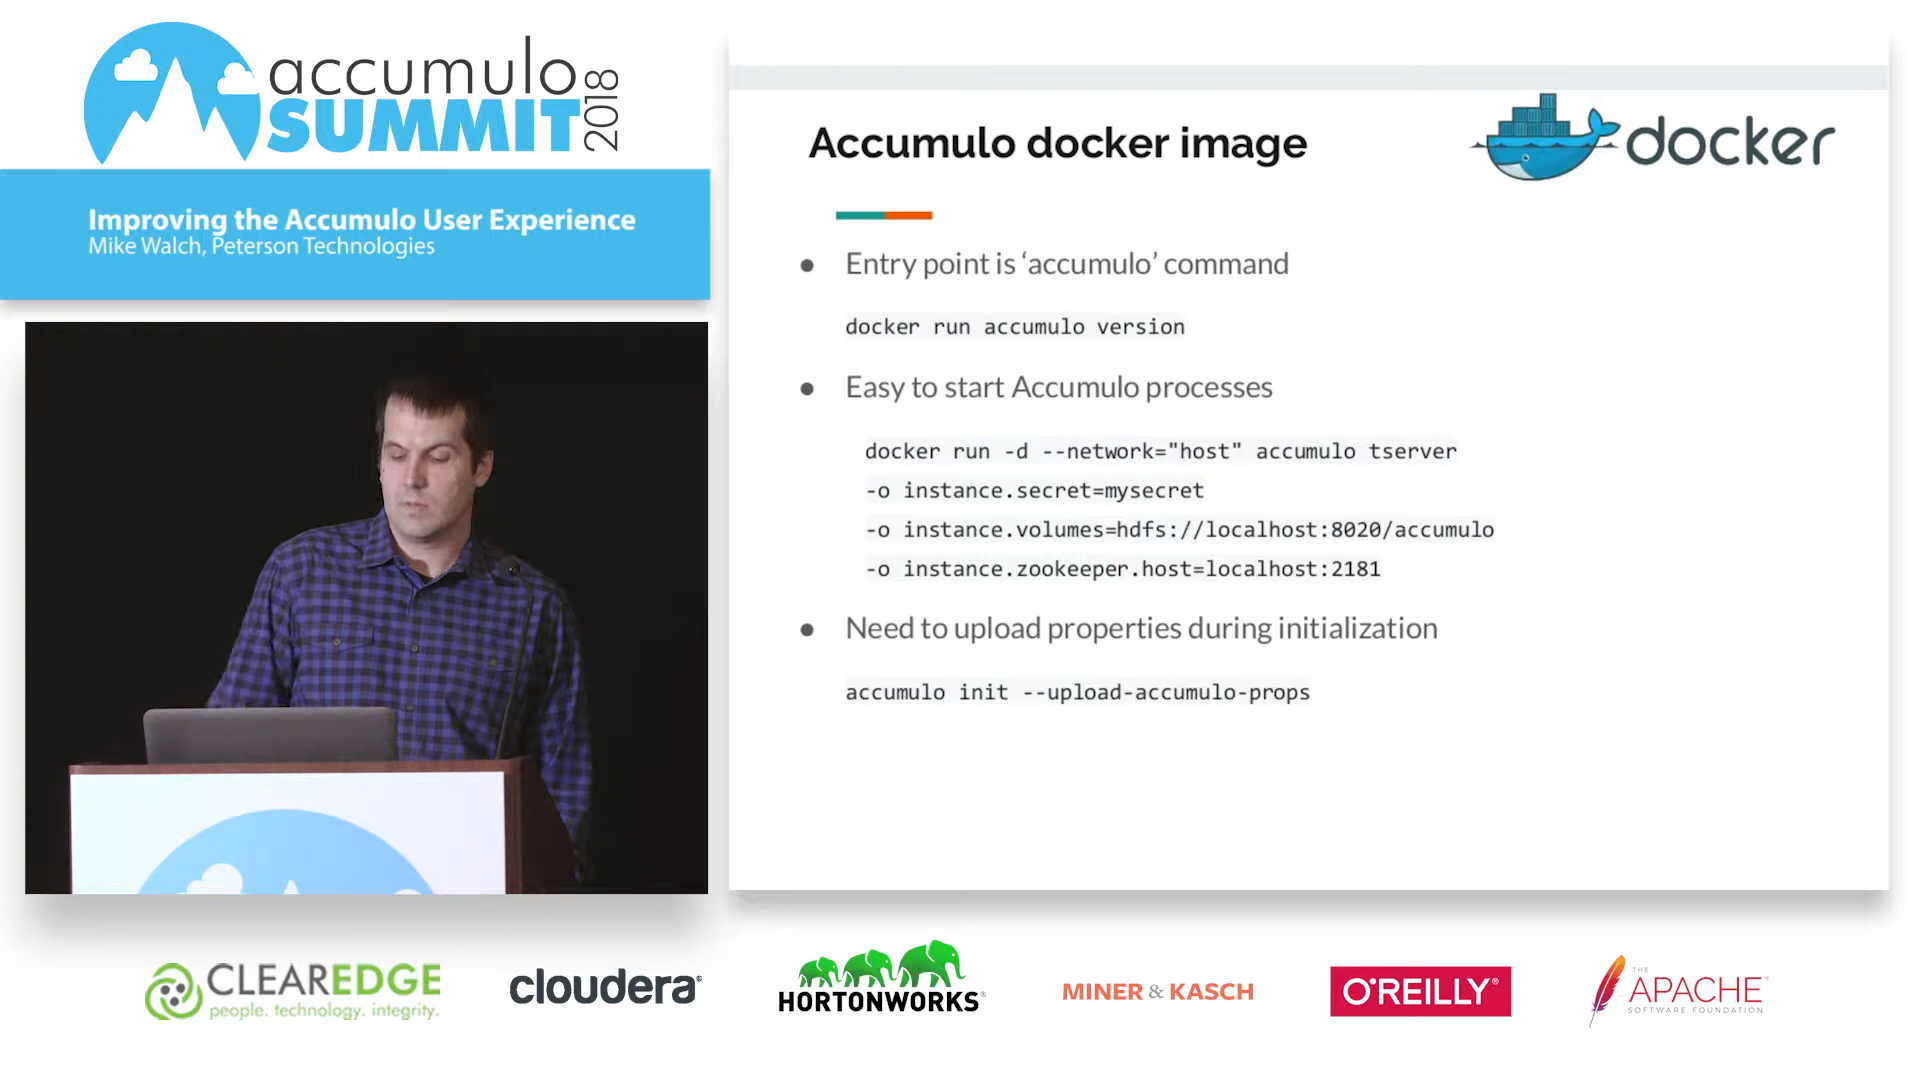 accumulo
SUMMIT
2018
Improving the Accumulo User Experience
Mike Walch, Peterson Technologies
Accumulo docker image
docker
● Entry point is ‘accumulo’ command
docker run accumulo version
● Easy to start Accumulo processes
docker run -d --network="host" accumulo tserver
-o instance.secret=mysecret
-o instance.volumes=hdfs://localhost:8020/accumulo
-o instance.zookeeper.host=localhost:2181
● Need to upload properties during initialization
accumulo init --upload-accumulo-props
CLEAREDGE
people. technology. integrity.
cloudera®
HORTONWORKS®
MINER & KASCH
O'REILLY®
THE
APACHE®
SOFTWARE FOUNDATION